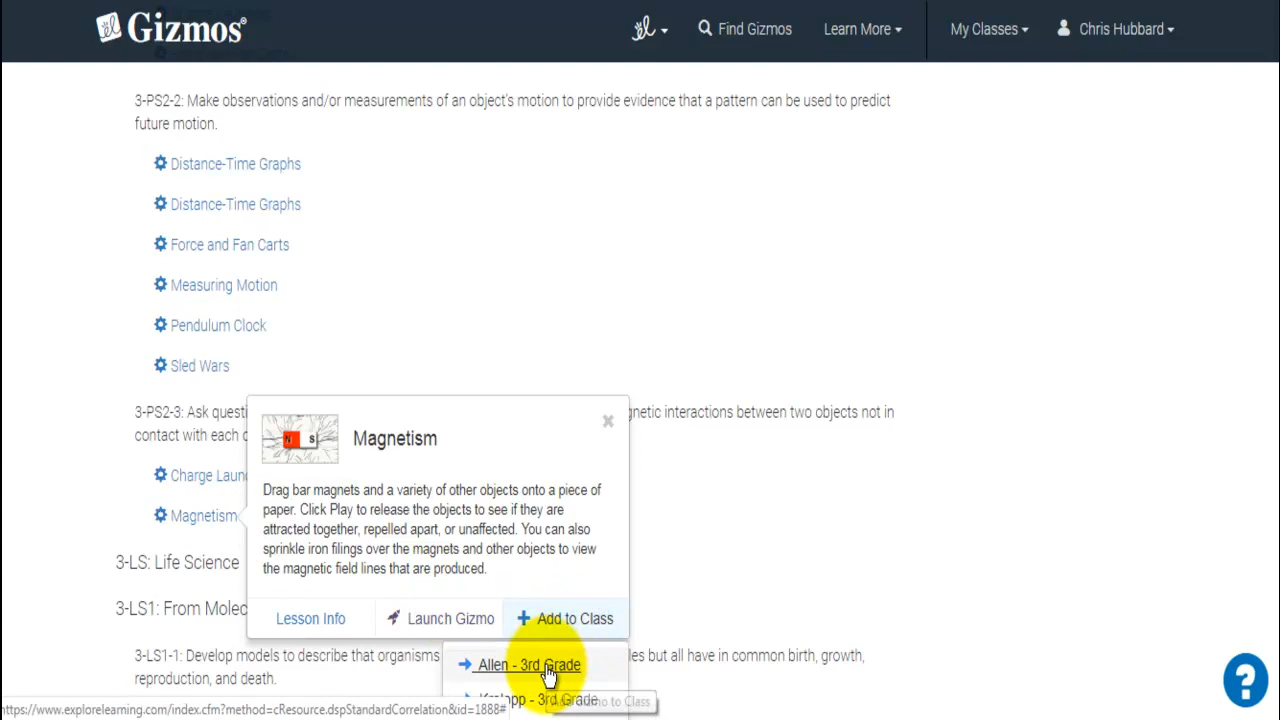 Gizmos®
Find Gizmos
Learn More
My Classes
Chris Hubbard
3-PS2-2: Make observations and/or measurements of an object's motion to provide evidence that a pattern can be used to predict
future motion.
Distance-Time Graphs
Distance-Time Graphs
Force and Fan Carts
Measuring Motion
Pendulum Clock
Sled Wars
3-PS2-3: Ask questi gnetic interactions between two objects not in
contact with each o
Charge Laun
Magnetism
Magnetism
N S
Drag bar magnets and a variety of other objects onto a piece of
paper. Click Play to release the objects to see if they are
attracted together, repelled apart, or unaffected. You can also
sprinkle iron filings over the magnets and other objects to view
the magnetic field lines that are produced.
Lesson Info
Launch Gizmo
Add to Class
3-LS: Life Science
3-LS1: From Molec
Allen - 3rd Grade
3-LS1-1: Develop models to describe that organisms les but all have in common birth, growth,
reproduction, and death.
- 3rd Grade
to Class
https://www.explorelearning.com/index.cfm?method=cResource.dspStandardCorrelation&id=1888#
?